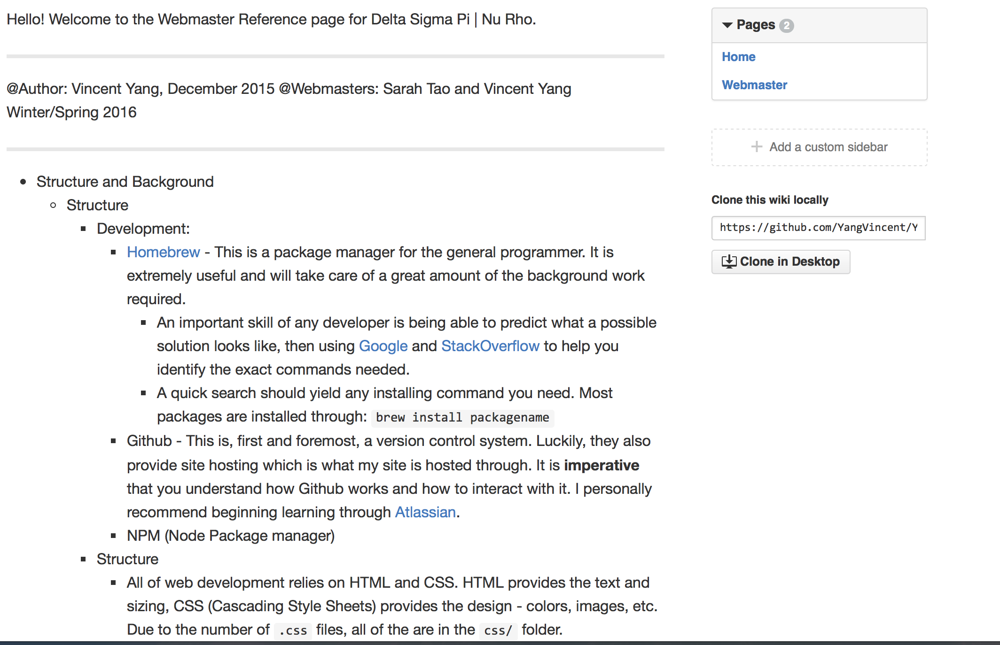 Hello! Welcome to the Webmaster Reference page for Delta Sigma Pi | Nu Rho.
@Author: Vincent Yang, December 2015 @Webmasters: Sarah Tao and Vincent Yang
Winter/Spring 2016
Structure and Background
Structure
Development:
Homebrew - This is a package manager for the general programmer. It is
extremely useful and will take care of a great amount of the background work
required.
An important skill of any developer is being able to predict what a possible
solution looks like, then using Google and StackOverflow to help you
identify the exact commands needed.
A quick search should yield any installing command you need. Most
packages are installed through: brew install packagename
Github - This is, first and foremost, a version control system. Luckily, they also
provide site hosting which is what my site is hosted through. It is imperative
that you understand how Github works and how to interact with it. I personally
recommend beginning learning through Atlassian.
NPM (Node Package manager)
Structure
All of web development relies on HTML and CSS. HTML provides the text and
sizing, CSS (Cascading Style Sheets) provides the design - colors, images, etc.
Due to the number of .css files, all of the are in the css/ folder.
Pages 2
Home
Webmaster
Add a custom sidebar
Clone this wiki locally
https://github.com/YangVincent/Y
Clone in Desktop